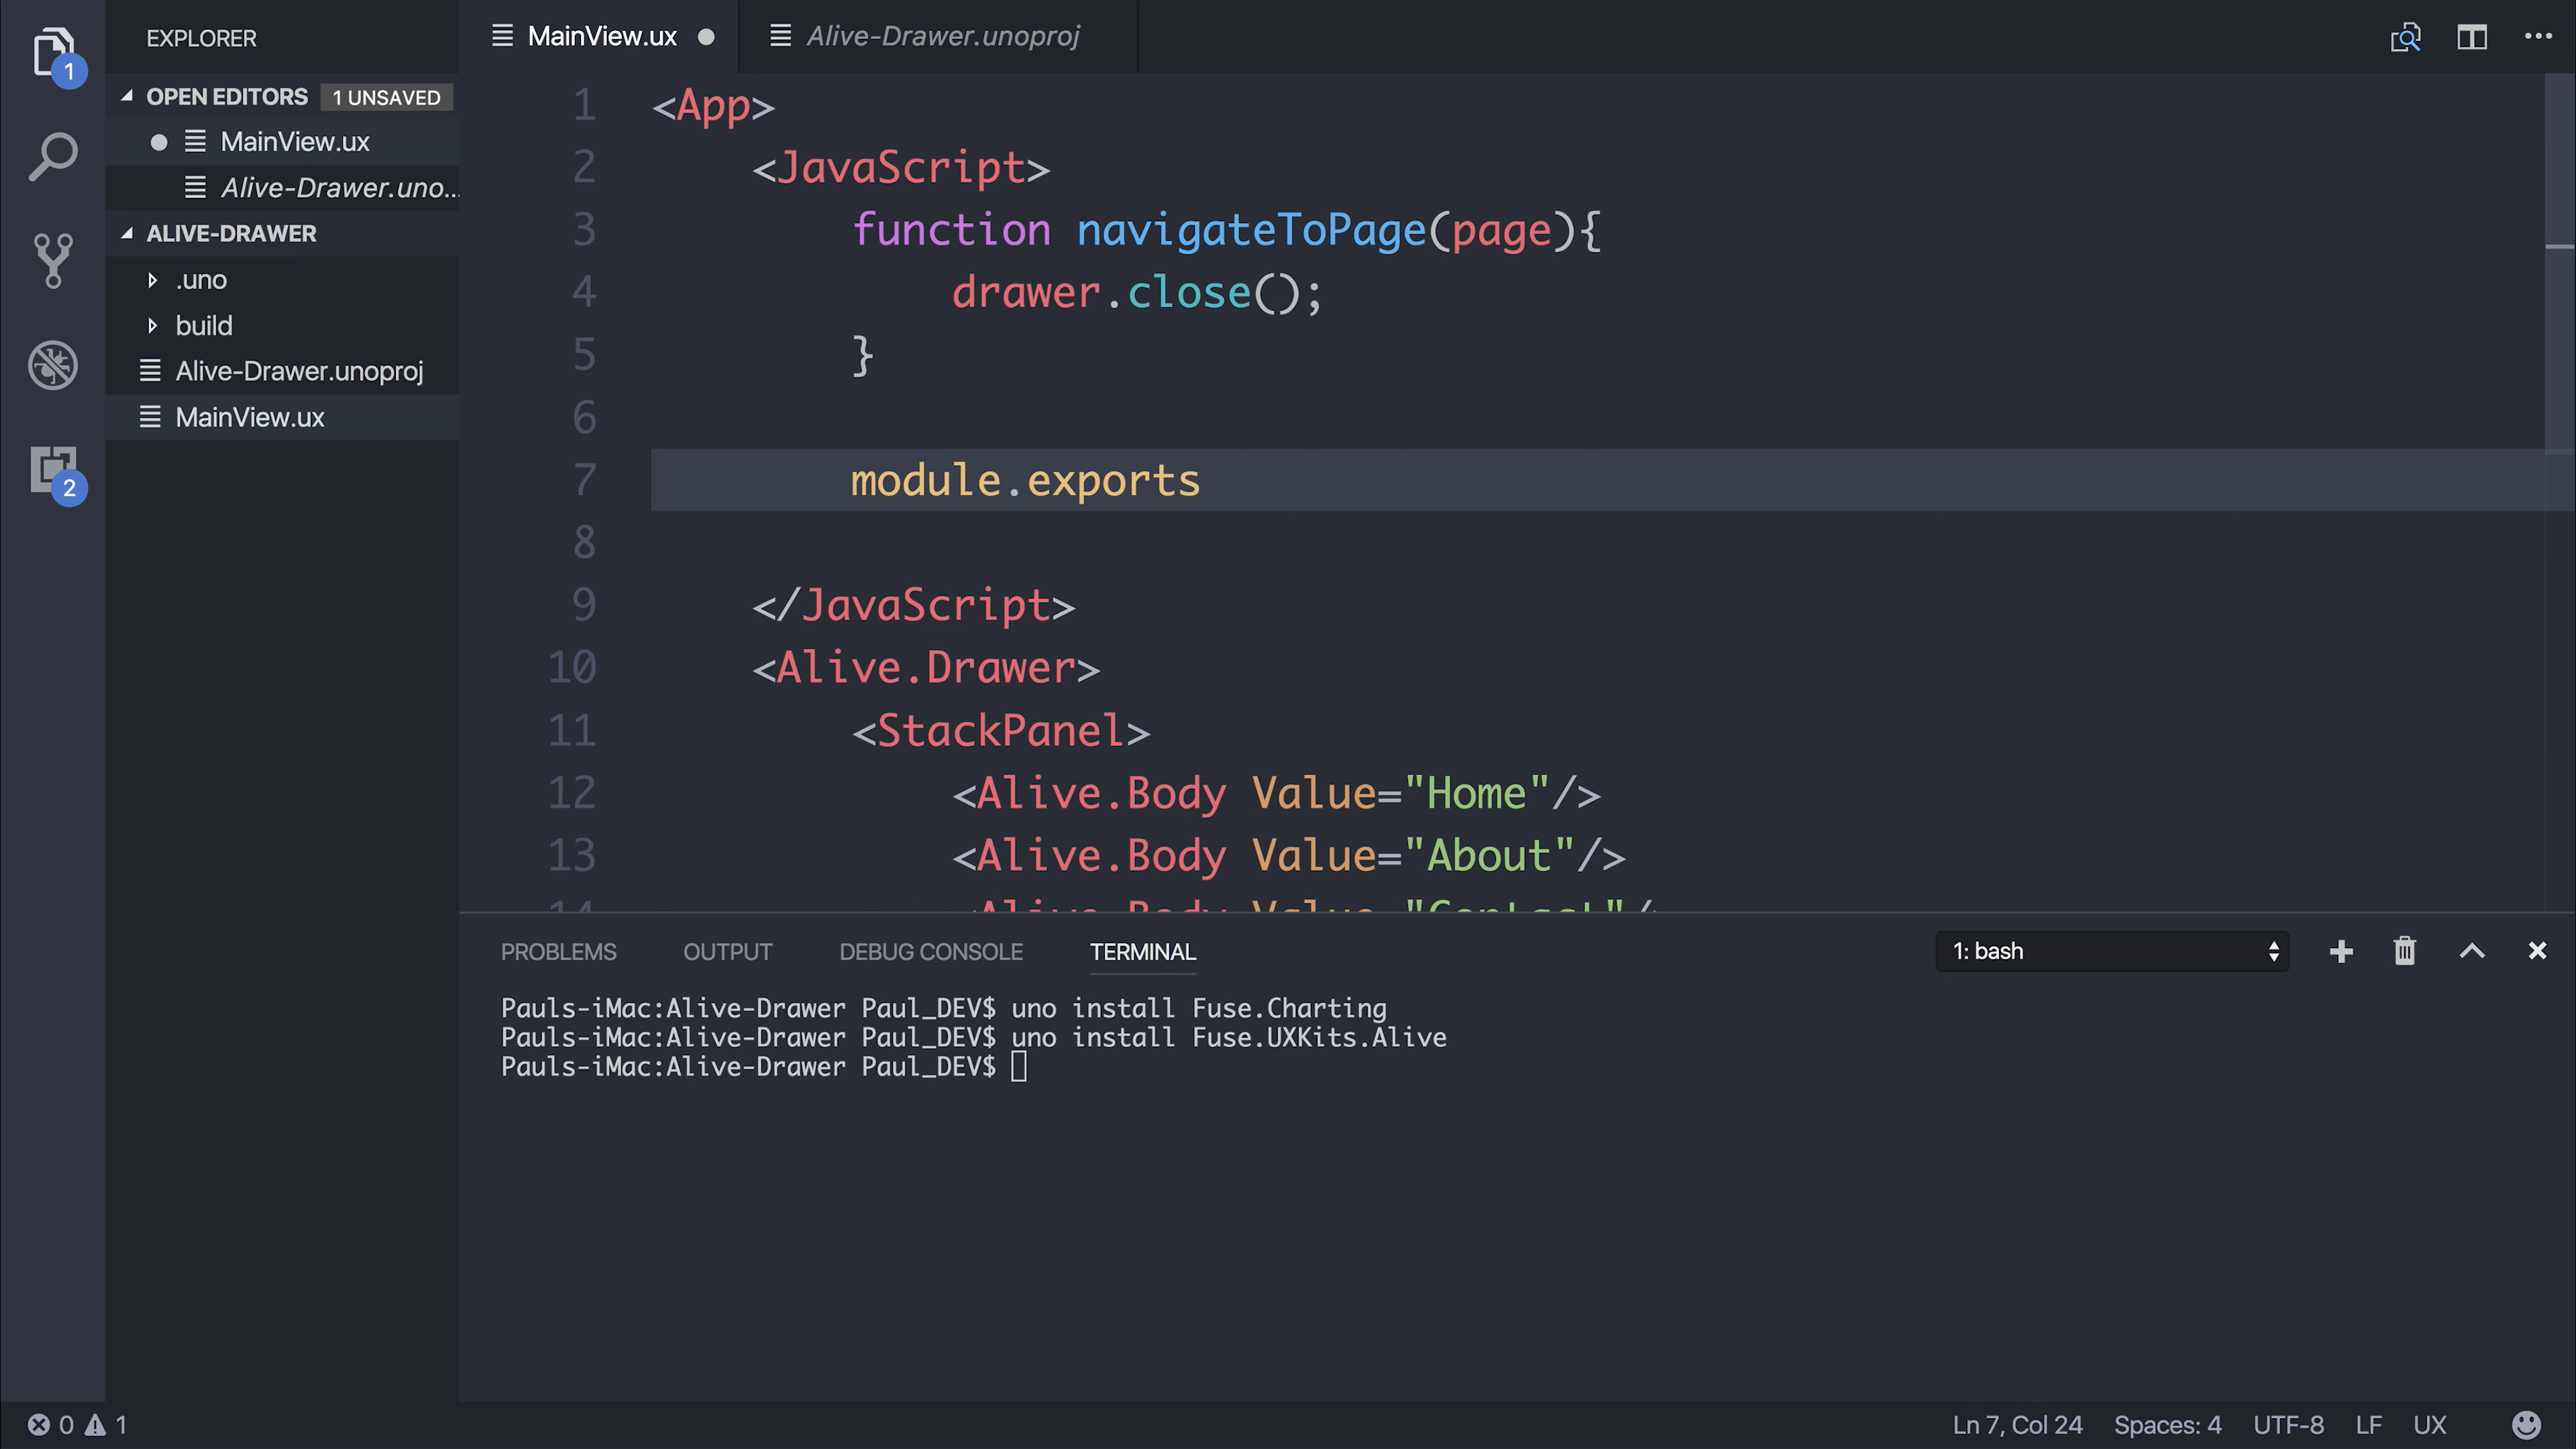 EXPLORER
OPEN EDITORS 1 UNSAVED
MainView.ux
Alive-Drawer.uno...
ALIVE-DRAWER
.uno
build
Alive-Drawer.unoproj
MainView.ux
1
2
MainView.ux
Alive-Drawer.unoproj
1 <App>
2 <JavaScript>
3 function navigateToPage(page){
4 drawer.close();
5 }
6
7 module.exports
8
9 </JavaScript>
10 <Alive.Drawer>
11 <StackPanel>
12 <Alive.Body Value="Home"/>
13 <Alive.Body Value="About"/>
14 <Alive.Body Value="Contact"/>
PROBLEMS OUTPUT DEBUG CONSOLE TERMINAL 1: bash
Pauls-iMac:Alive-Drawer Paul_DEV$ uno install Fuse.Charting
Pauls-iMac:Alive-Drawer Paul_DEV$ uno install Fuse.UXKits.Alive
Pauls-iMac:Alive-Drawer Paul_DEV$
0 1 Ln 7, Col 24 Spaces: 4 UTF-8 LF UX